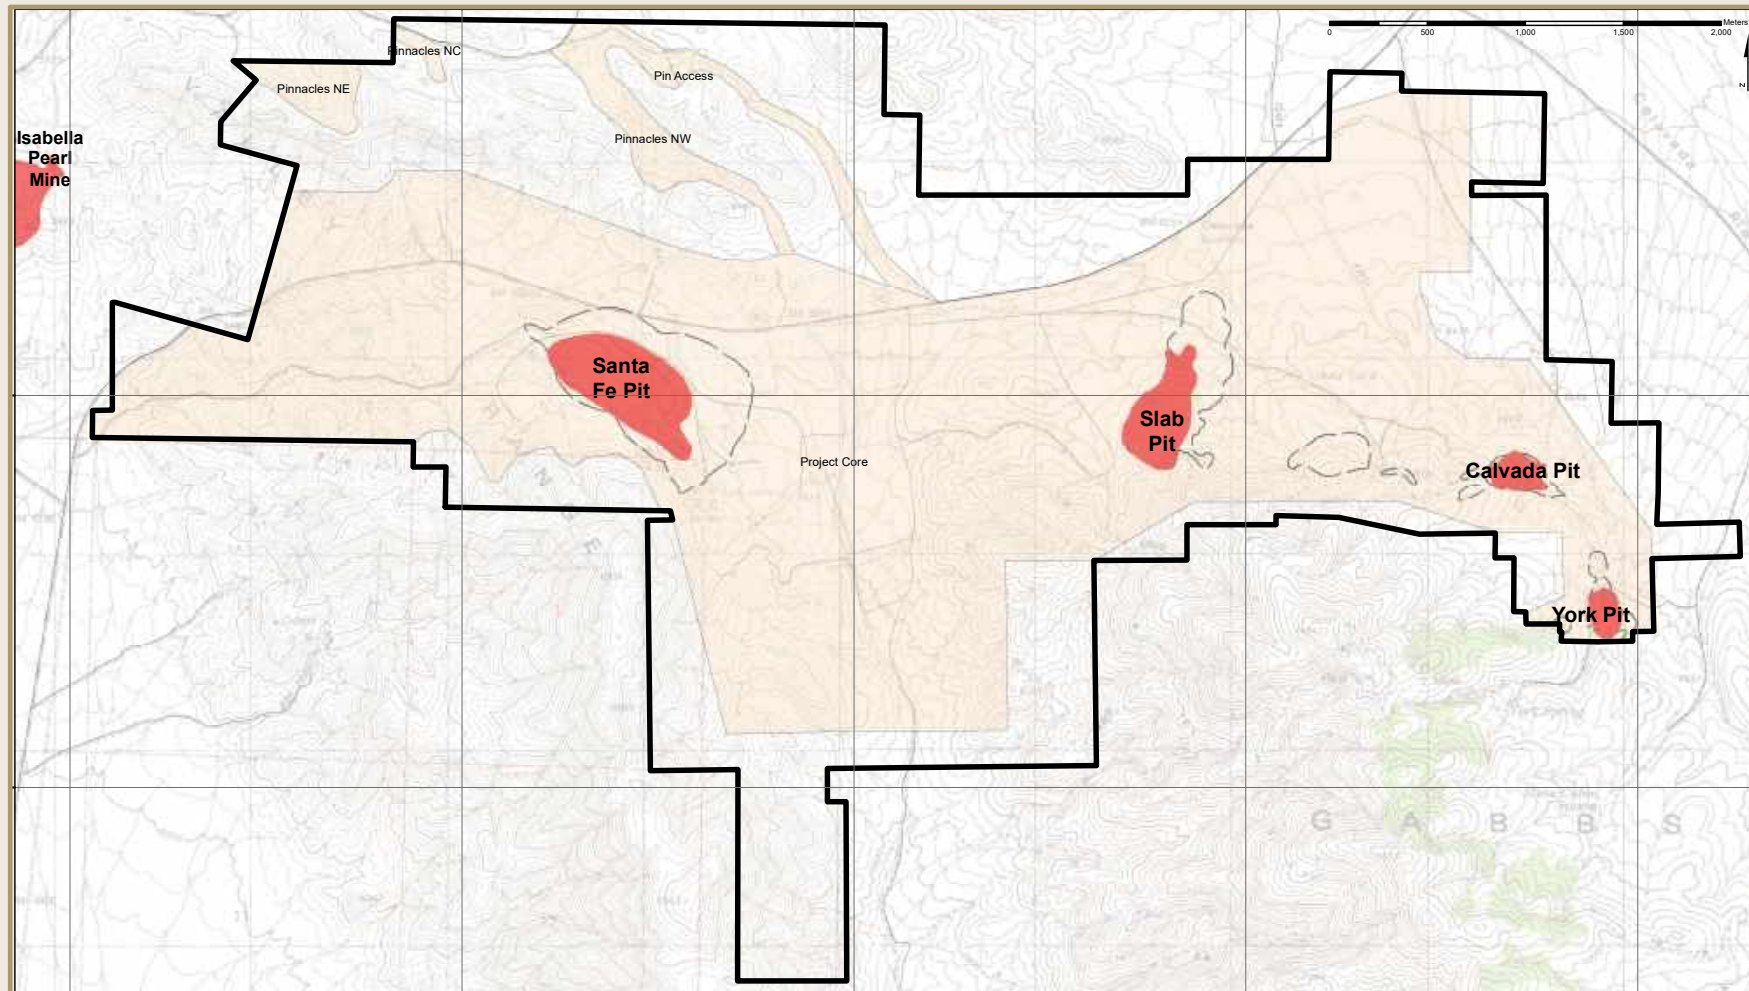 Meters
0 500 1,000 1,500 2,000
N
Pinnacles NC
Pin Access
Pinnacles NE
Pinnacles NW
Isabella
Pearl
Mine
Santa
Fe Pit
Slab
Pit
Project Core
Calvada Pit
York Pit
G A B B S